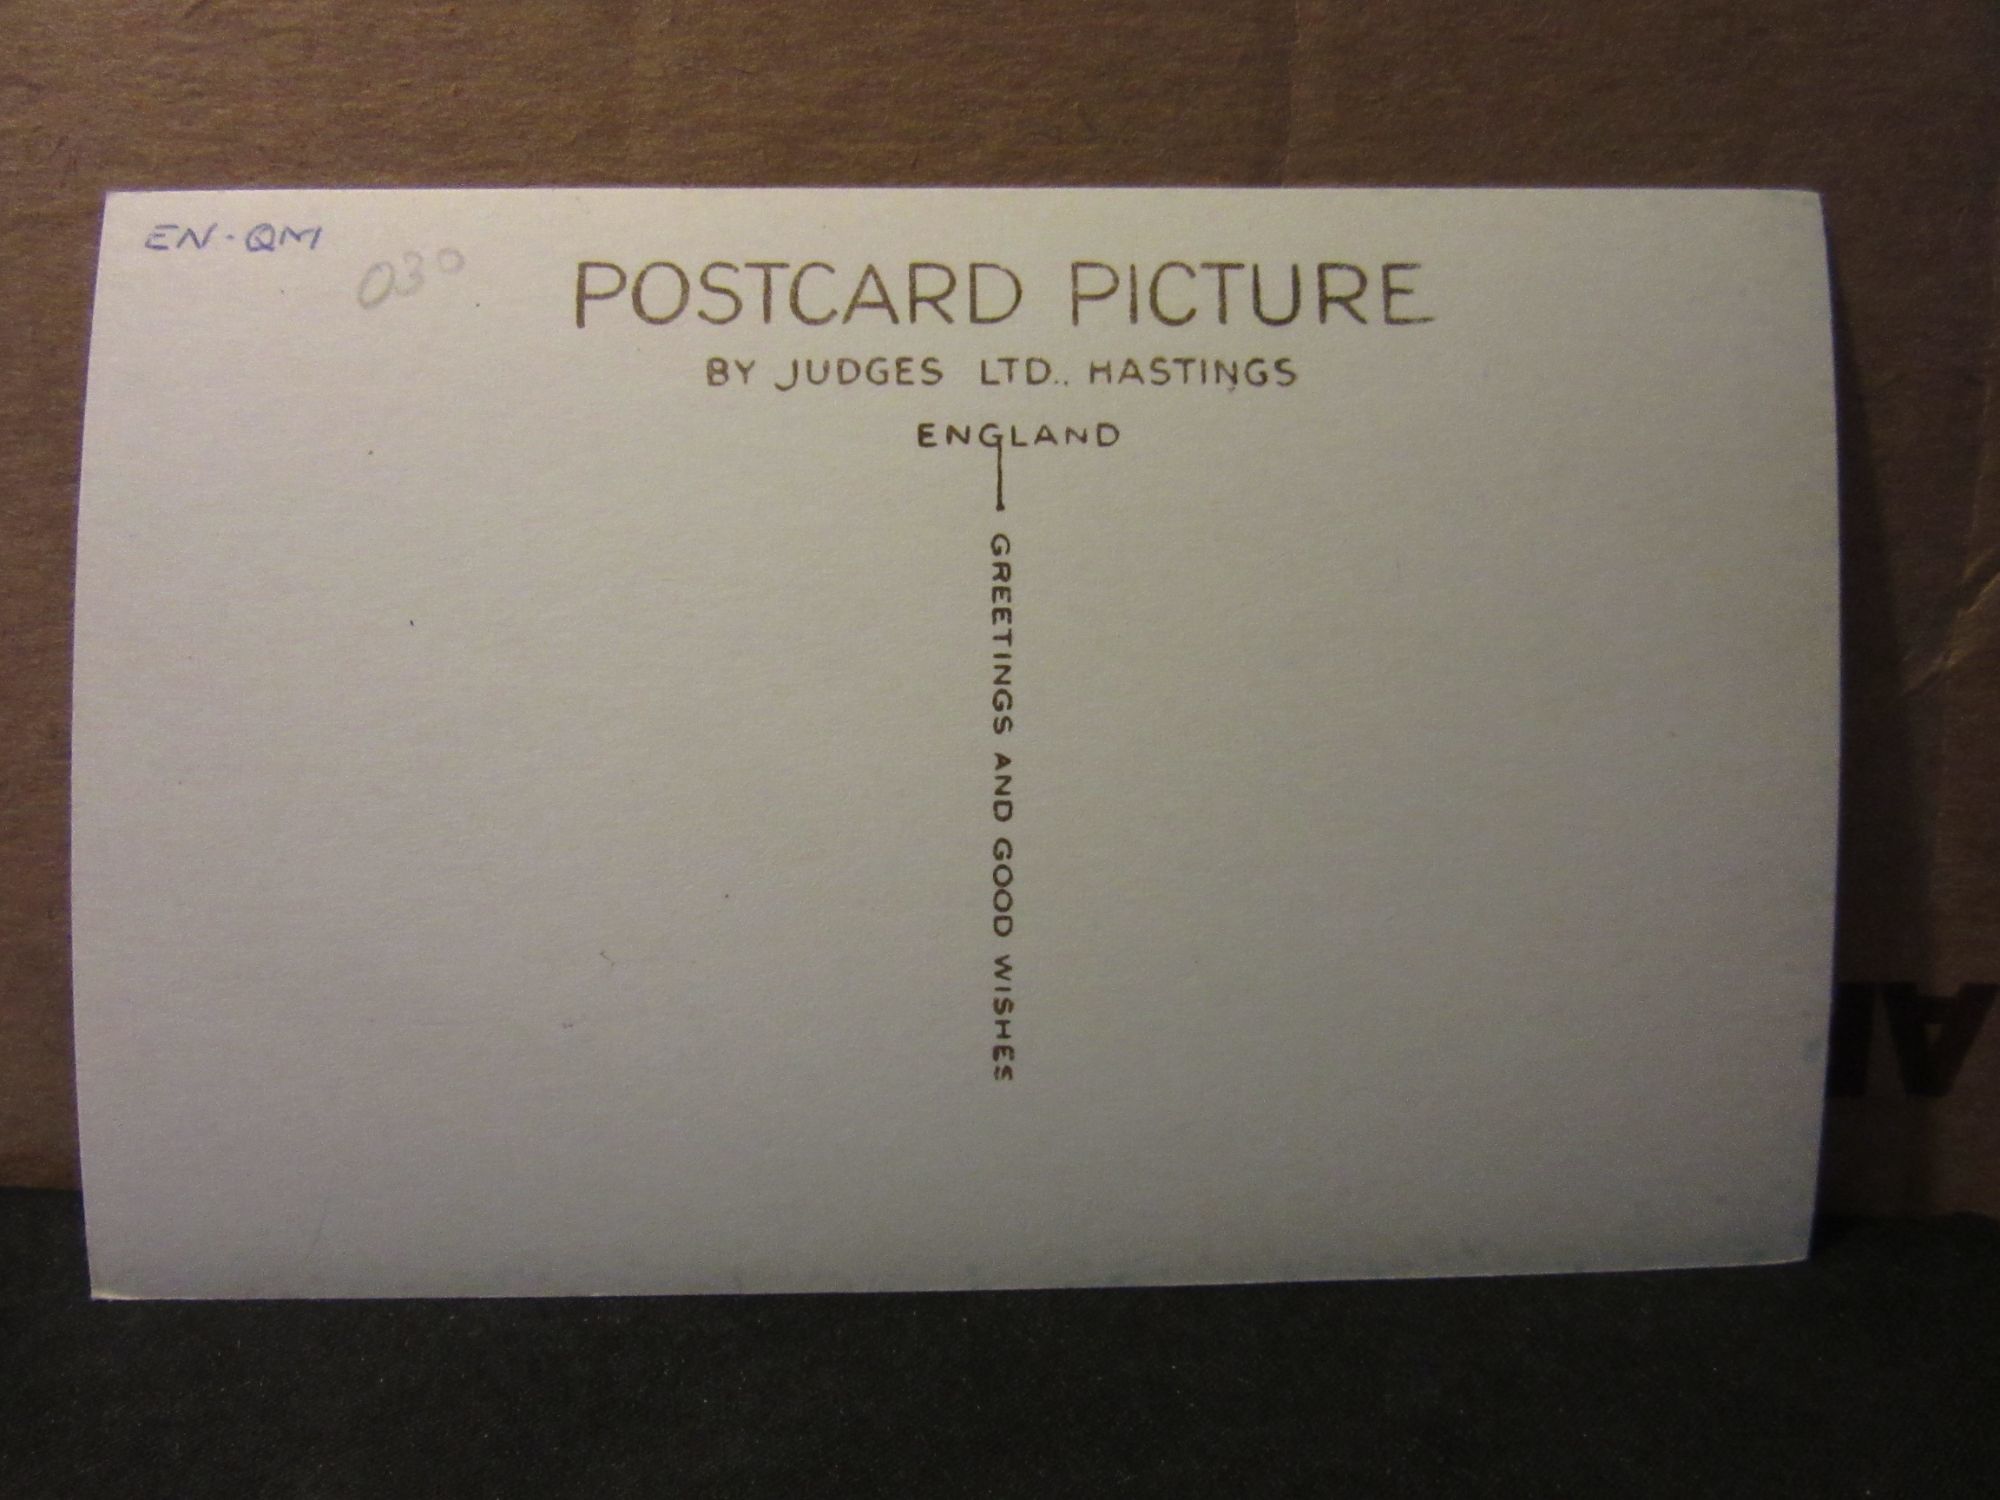 EN-QM
030
POSTCARD PICTURE
BY JUDGES LTD., HASTINGS
ENGLAND
GREETINGS AND GOOD WISHES